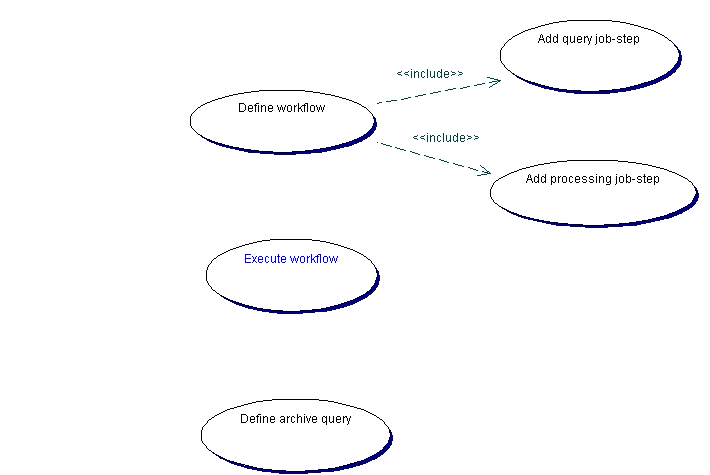 Add query job-step
<<include>>
Define workflow
<<include>>
Add processing job-step
Execute workflow
Define archive query